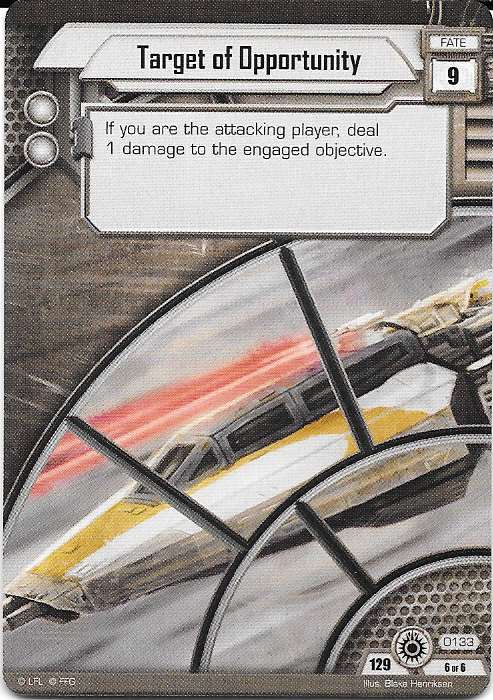 Target of Opportunity
FATE
9
If you are the attacking player, deal
1 damage to the engaged objective.
0133
129
6 OF 6
© LFL © FFG
Illus. Blake Henriksen